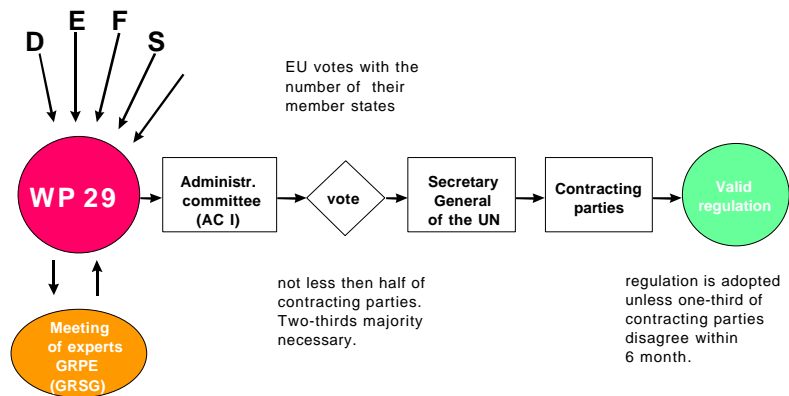 D E F S
EU votes with the
number of their
member states
WP 29
Administr.
committee
(AC I)
vote
Secretary
General
of the UN
Contracting
parties
Valid
regulation
not less then half of
contracting parties.
Two-thirds majority
necessary.
regulation is adopted
unless one-third of
contracting parties
disagree within
6 month.
Meeting
of experts
GRPE
(GRSG)